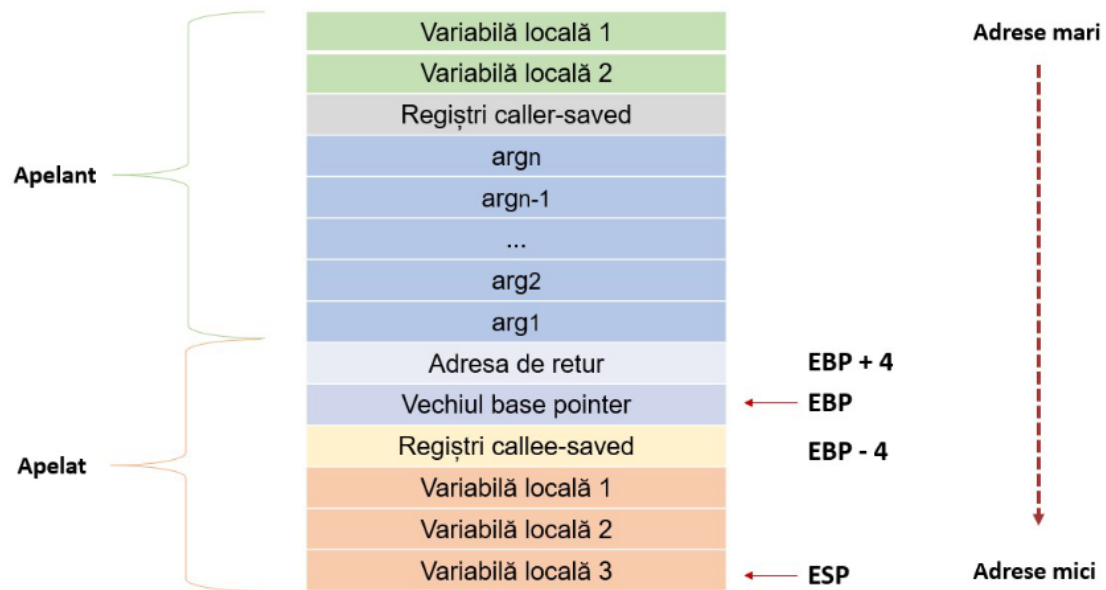 Variabilă locală 1
Adrese mari
Variabilă locală 2
Regiștri caller-saved
argn
Apelant
argn-1
...
arg2
arg1
Adresa de retur
EBP + 4
Vechiul base pointer
EBP
Regiștri callee-saved
EBP - 4
Apelat
Variabilă locală 1
Variabilă locală 2
Variabilă locală 3
ESP
Adrese mici